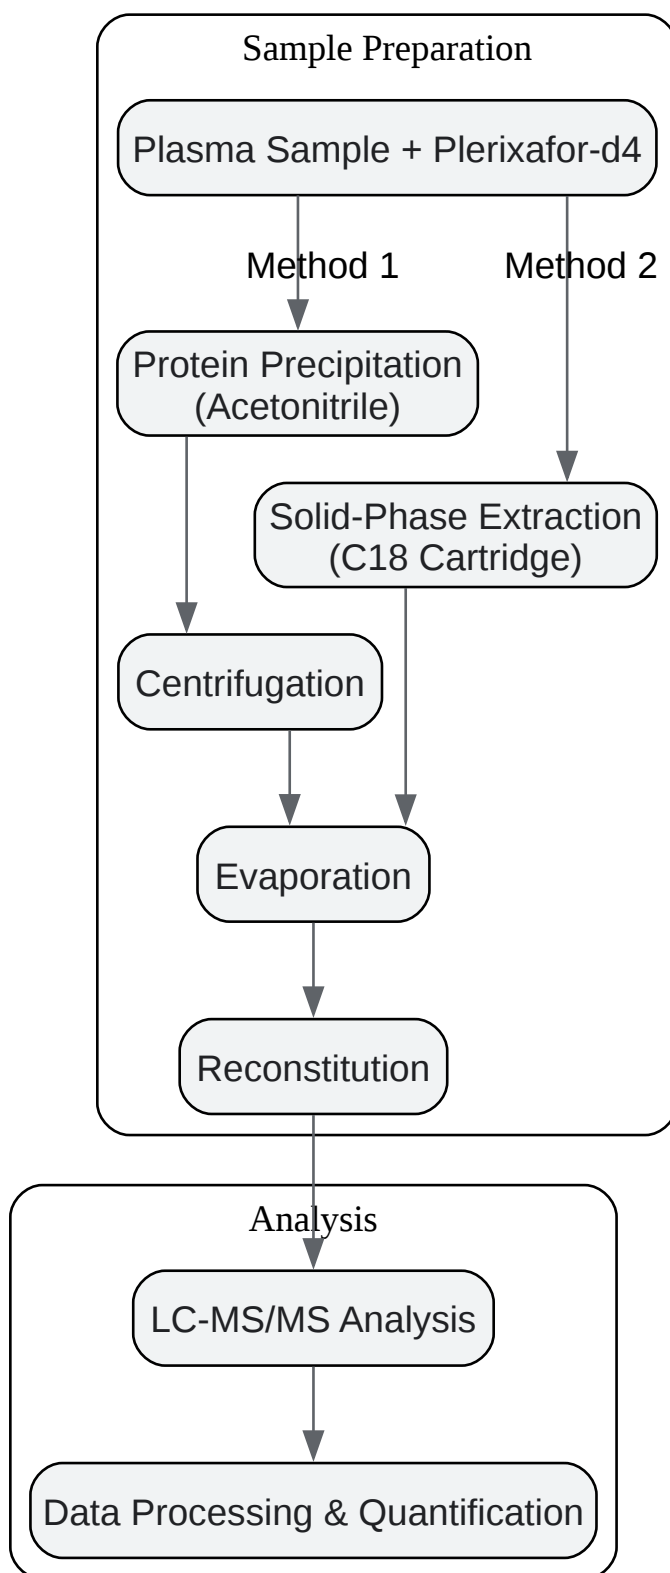 Sample Preparation
Plasma Sample + Plerixafor-d4
Method 1
Method 2
Protein Precipitation
(Acetonitrile)
Solid-Phase Extraction
(C18 Cartridge)
Centrifugation
Evaporation
Reconstitution
Analysis
LC-MS/MS Analysis
Data Processing & Quantification